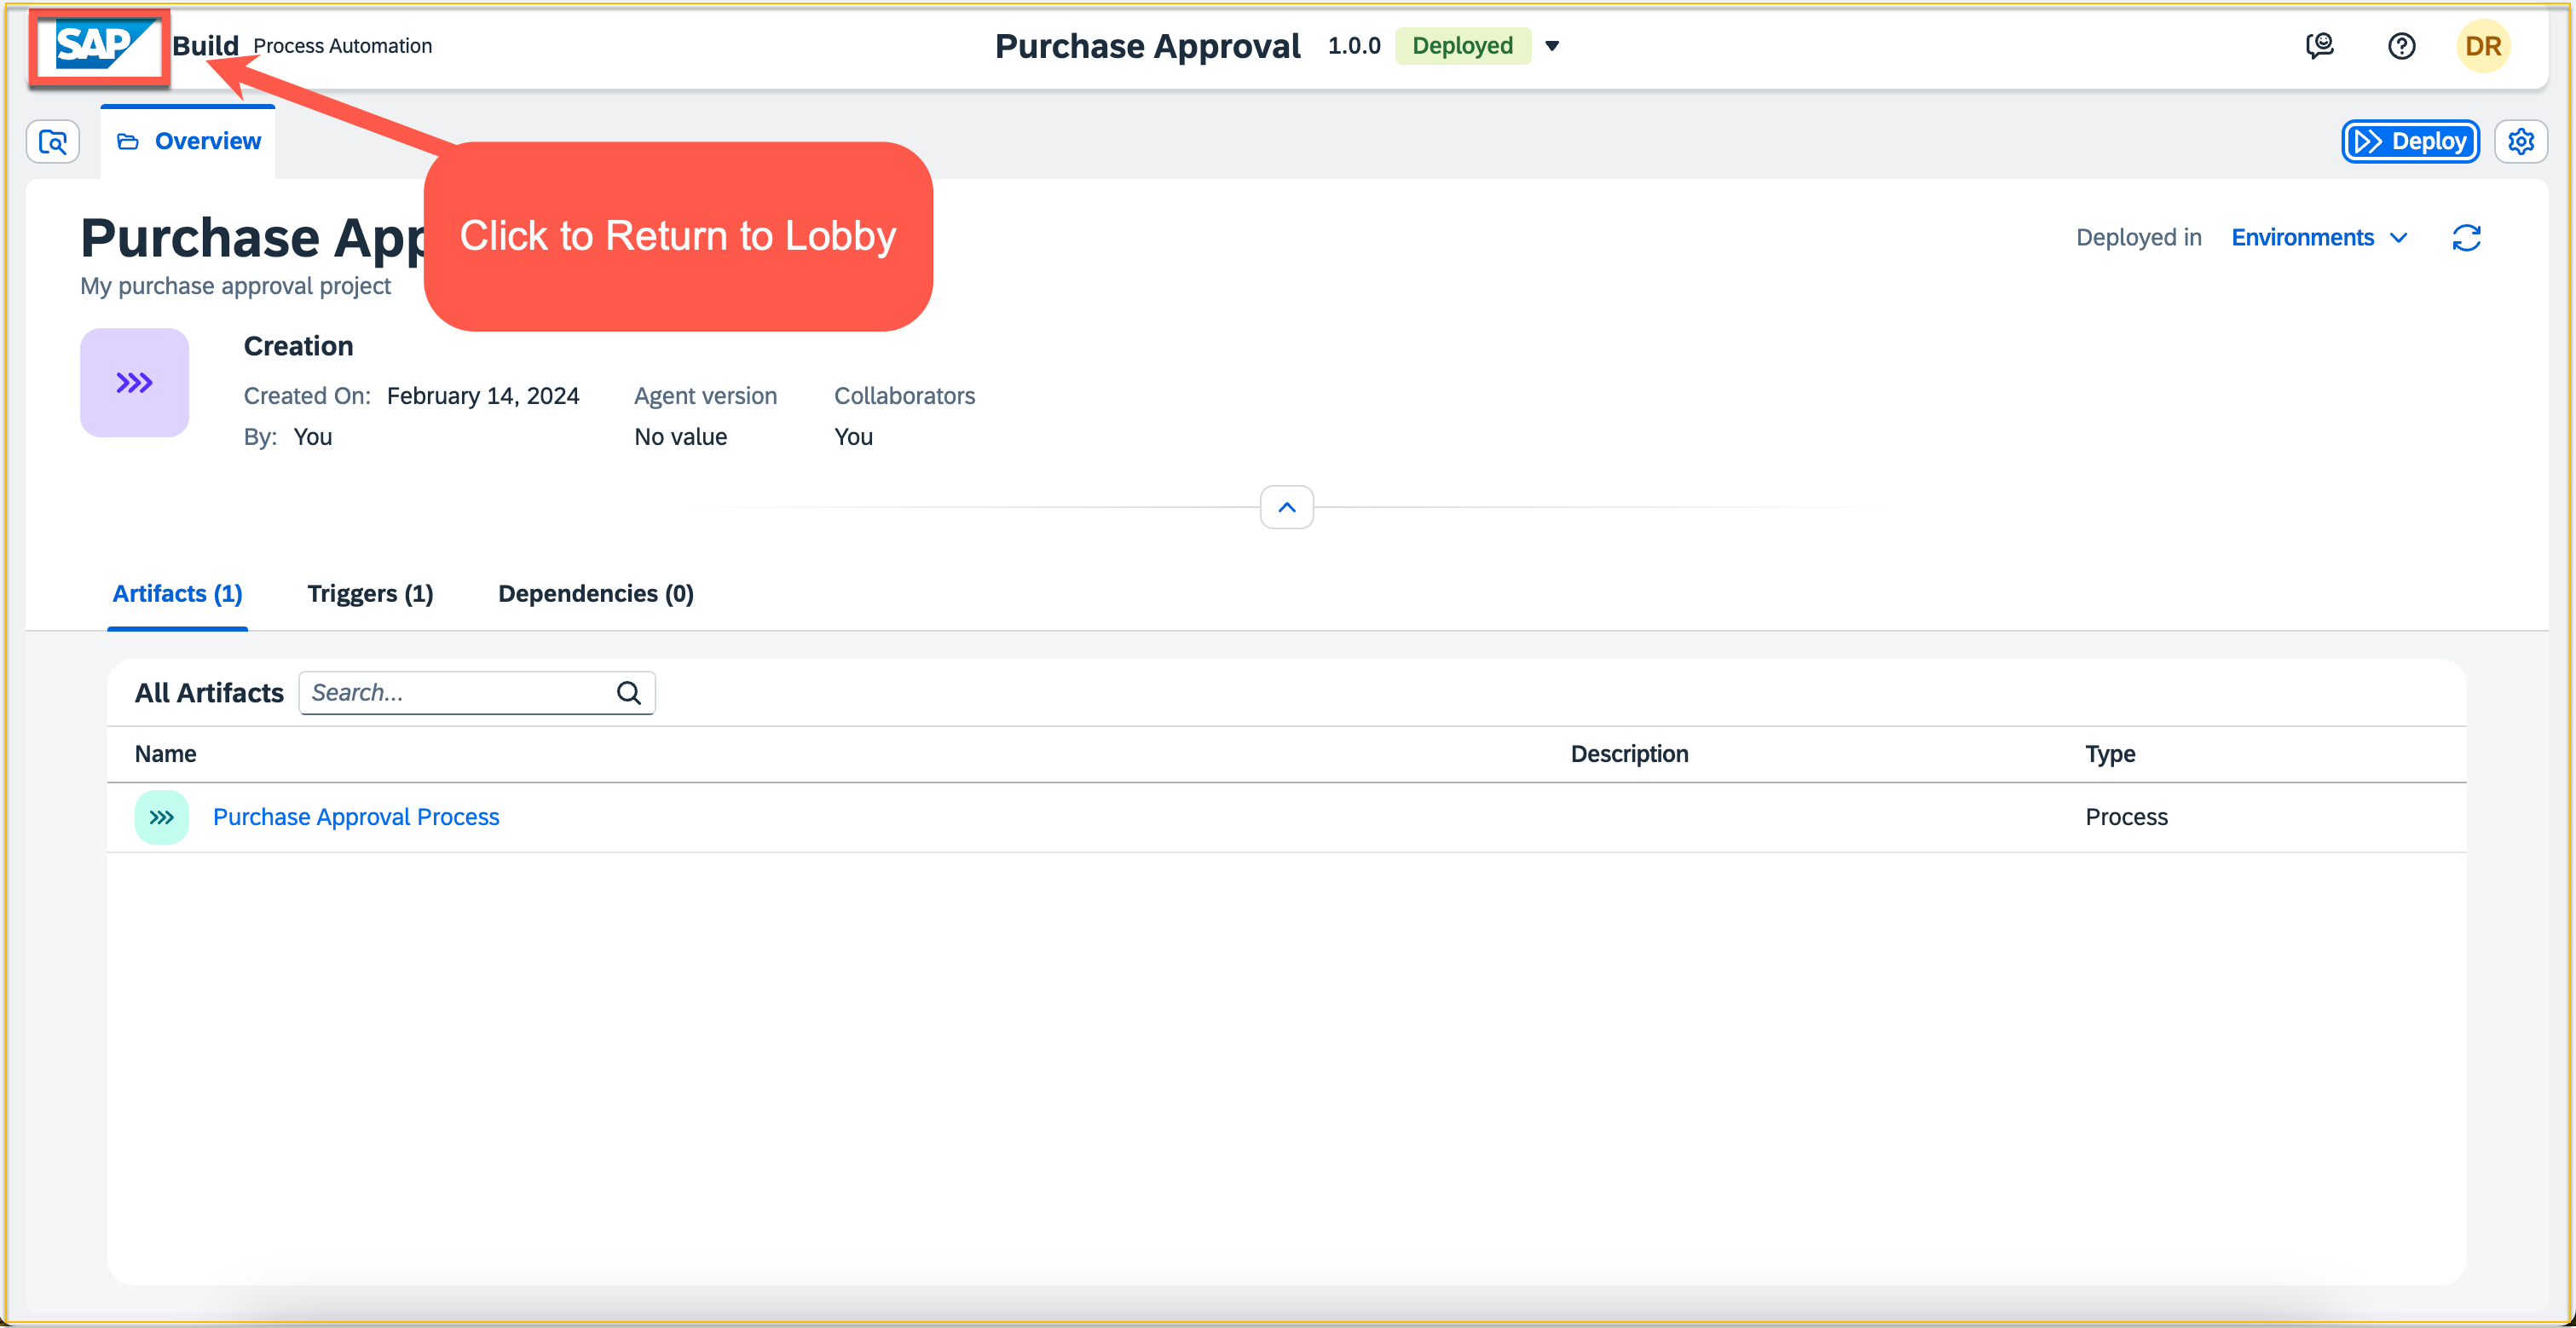 SAP Build Process Automation
Purchase Approval 1.0.0 Deployed
DR
Overview
Deploy
Purchase App
Click to Return to Lobby
Deployed in Environments
My purchase approval project
Creation
Created On: February 14, 2024
By: You
Agent version
No value
Collaborators
You
Artifacts (1) Triggers (1) Dependencies (0)
All Artifacts Search...
Name Description Type
Purchase Approval Process Process